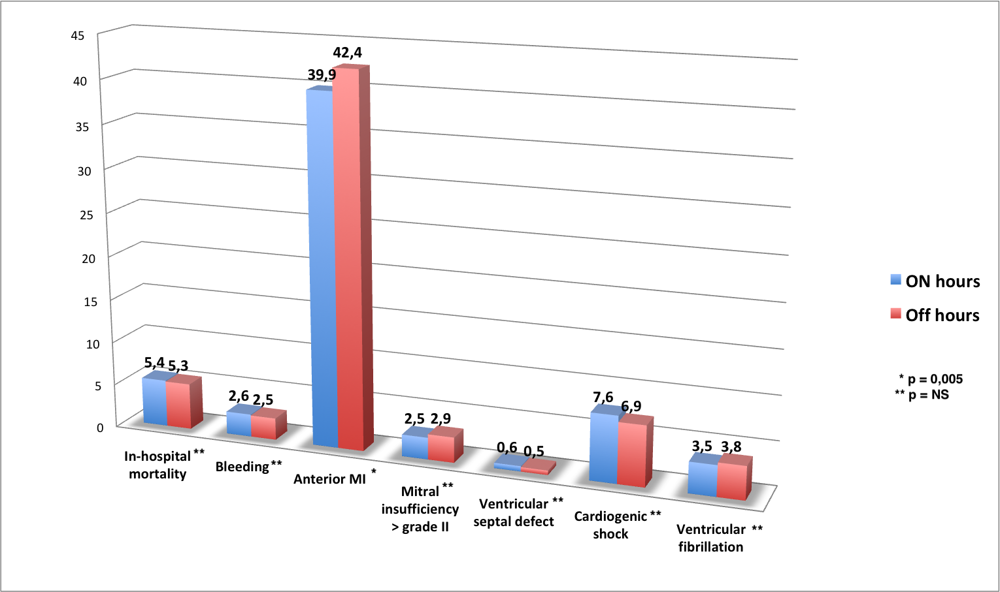 45
40
35
30
25
20
15
10
5
0
5,4
5,3
2,6
2,5
39,9
42,4
2,5
2,9
0,6
0,5
7,6
6,9
3,5
3,8
In-hospital **
mortality
Bleeding **
Anterior MI *
Mitral **
insufficiency
> grade II
Ventricular **
septal defect
Cardiogenic **
shock
Ventricular **
fibrillation
ON hours
Off hours
* p = 0,005
** p = NS